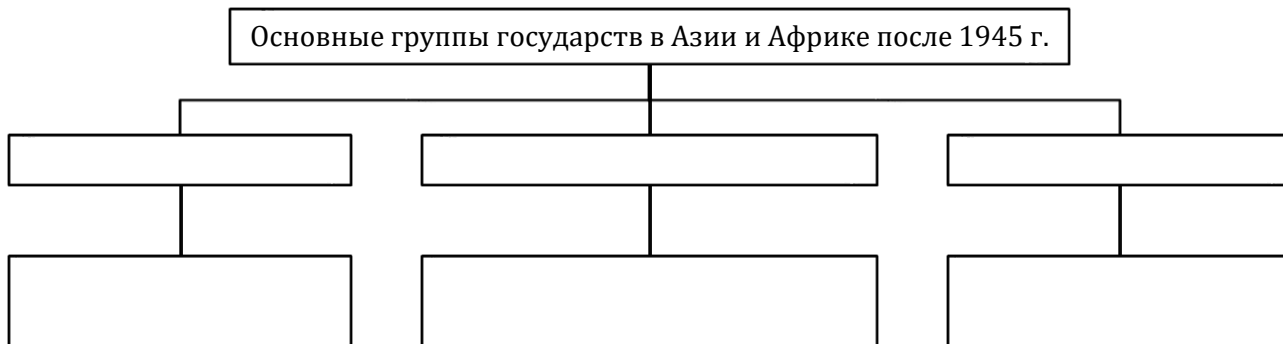 Основные группы государств в Азии и Африке после 1945 г.